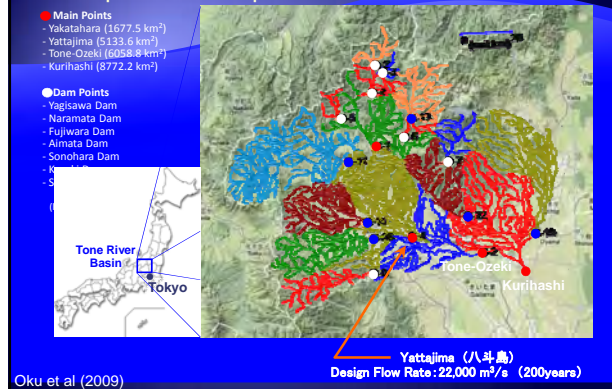 Main Points
- Yakatahara (1677.5 km²)
- Yattajima (5133.6 km²)
- Tone-Ozeki (6058.8 km²)
- Kurihashi (8772.2 km²)
Dam Points
- Yagisawa Dam
- Naramata Dam
- Fujiwara Dam
- Aimata Dam
- Sonohara Dam
Tone River
Basin
Tokyo
Tone-Ozeki
Kurihashi
Yattajima (八斗島)
Design Flow Rate: 22,000 m³/s (200years)
Oku et al (2009)